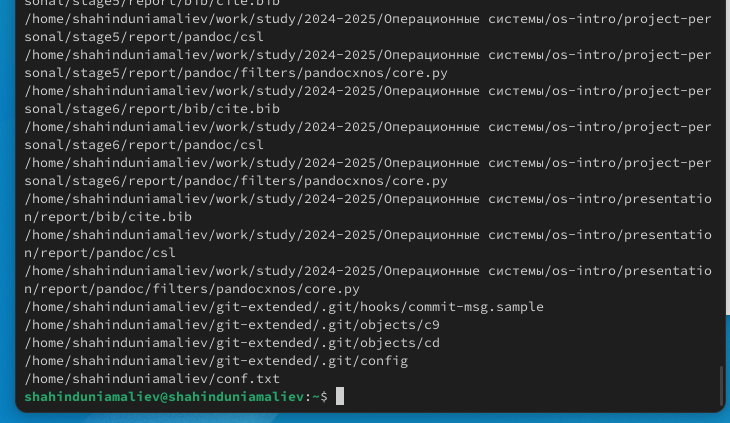 sonal/stage5/report/bib/cite.bib
/home/shahinduniamaliev/work/study/2024-2025/Операционные системы/os-intro/project-per
sonal/stage5/report/pandoc/csl
/home/shahinduniamaliev/work/study/2024-2025/Операционные системы/os-intro/project-per
sonal/stage5/report/pandoc/filters/pandocxnos/core.py
/home/shahinduniamaliev/work/study/2024-2025/Операционные системы/os-intro/project-per
sonal/stage6/report/bib/cite.bib
/home/shahinduniamaliev/work/study/2024-2025/Операционные системы/os-intro/project-per
sonal/stage6/report/pandoc/csl
/home/shahinduniamaliev/work/study/2024-2025/Операционные системы/os-intro/project-per
sonal/stage6/report/pandoc/filters/pandocxnos/core.py
/home/shahinduniamaliev/work/study/2024-2025/Операционные системы/os-intro/presentatio
n/report/bib/cite.bib
/home/shahinduniamaliev/work/study/2024-2025/Операционные системы/os-intro/presentatio
n/report/pandoc/csl
/home/shahinduniamaliev/work/study/2024-2025/Операционные системы/os-intro/presentatio
n/report/pandoc/filters/pandocxnos/core.py
/home/shahinduniamaliev/git-extended/.git/hooks/commit-msg.sample
/home/shahinduniamaliev/git-extended/.git/objects/c9
/home/shahinduniamaliev/git-extended/.git/objects/cd
/home/shahinduniamaliev/git-extended/.git/config
/home/shahinduniamaliev/conf.txt
shahinduniamaliev@shahinduniamaliev:~$